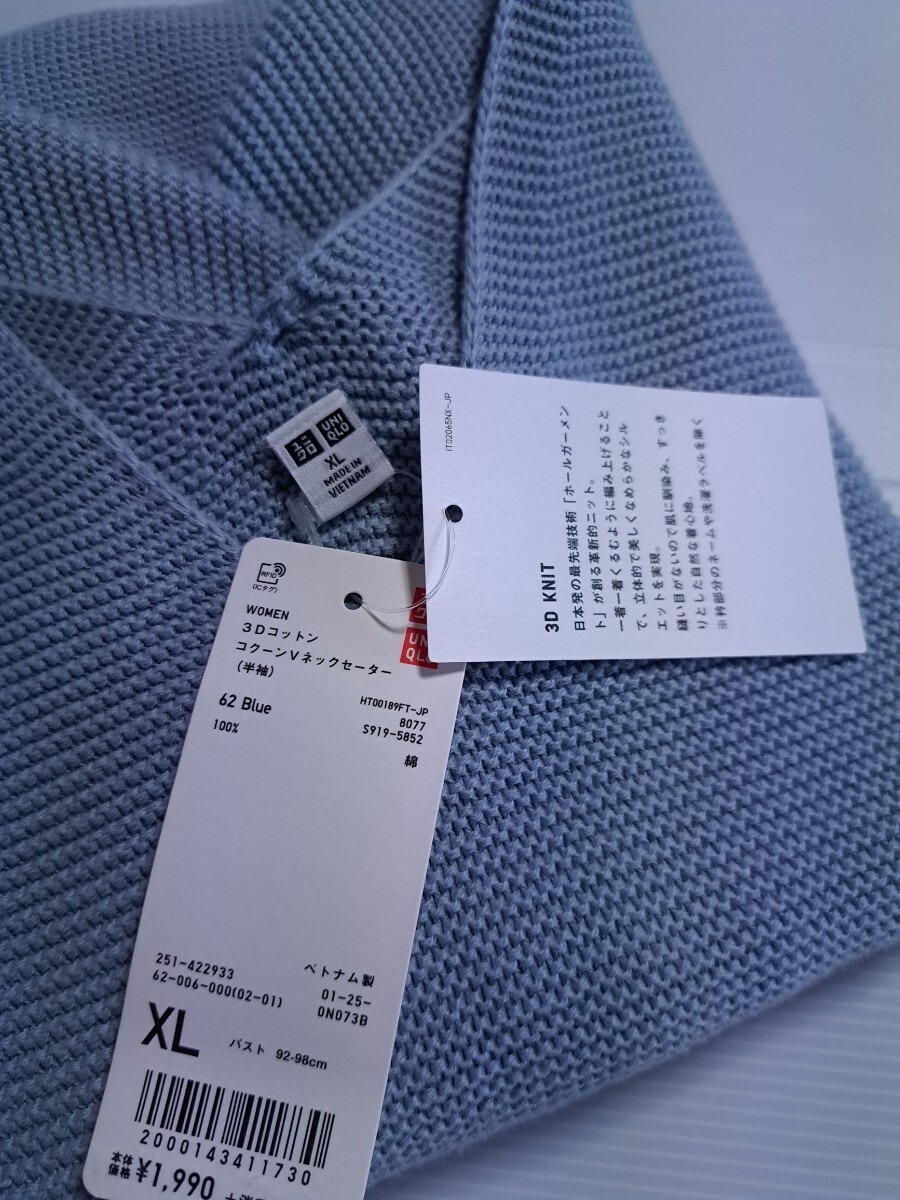 ユニ
クロ
UNI
QLO
XL
MADE IN
VIETNAM
IT02065NX-JP
3D KNIT
日本発の最先端技術「ホールガーメン
ト」が創る革新的ニット。
一着一着くるむように編み上げること
で、立体的で美しくなめらかなシル
エットを実現。
縫い目がないので肌に馴染み、すっき
りとした自然な着心地。
※衿部分のネームや洗濯ラベルを除く
RFID
(ICタグ)
UN
QLO
WOMEN
3Dコットン
コクーンVネックセーター
(半袖)
62 Blue
HT00189FT-JP
8077
100%
S919-5852
綿
251-422933
ベトナム製
62-006-000(02-01)
01-25-
0N073B
XL
バスト 92-98cm
2000143411730
本体
価格 ¥1,990